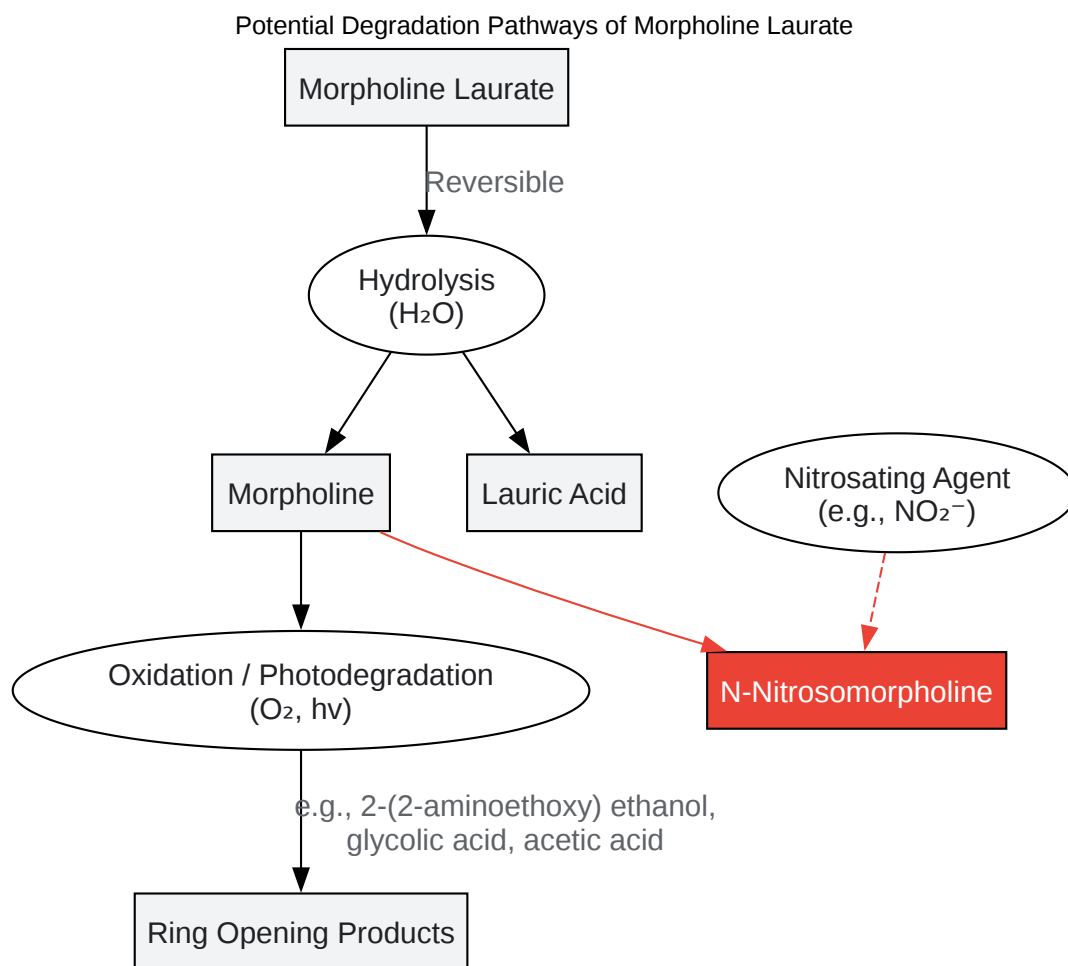 Potential Degradation Pathways of Morpholine Laurate
Morpholine Laurate
Reversible
Hydrolysis
(H₂O)
Morpholine
Lauric Acid
Nitrosating Agent
(e.g., NO₂⁻)
Oxidation / Photodegradation
(O₂, hv)
N-Nitrosomorpholine
e.g., 2-(2-aminoethoxy) ethanol,
glycolic acid, acetic acid
Ring Opening Products